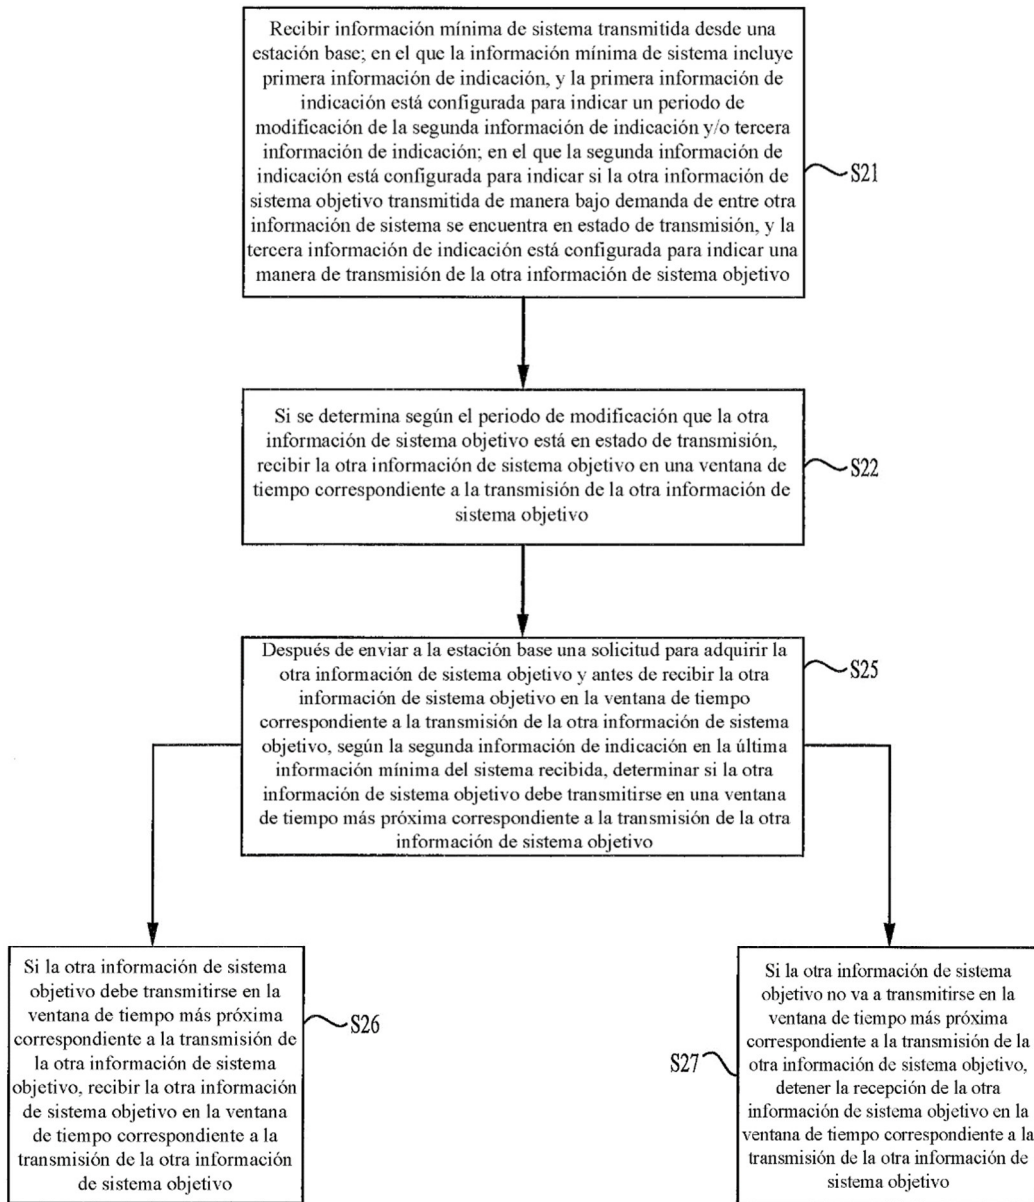 Recibir información mínima de sistema transmitida desde una
estación base; en el que la información mínima de sistema incluye
primera información de indicación, y la primera información de
indicación está configurada para indicar un periodo de
modificación de la segunda información de indicación y/o tercera
información de indicación; en el que la segunda información de
indicación está configurada para indicar si la otra información de
sistema objetivo transmitida de manera bajo demanda de entre otra
información de sistema se encuentra en estado de transmisión, y la
tercera información de indicación está configurada para indicar una
manera de transmisión de la otra información de sistema objetivo
S21
Si se determina según el periodo de modificación que la otra
información de sistema objetivo está en estado de transmisión,
recibir la otra información de sistema objetivo en una ventana de
tiempo correspondiente a la transmisión de la otra información de
sistema objetivo
S22
Después de enviar a la estación base una solicitud para adquirir la
otra información de sistema objetivo y antes de recibir la otra
información de sistema objetivo en la ventana de tiempo
correspondiente a la transmisión de la otra información de sistema
objetivo, según la segunda información de indicación en la última
información mínima del sistema recibida, determinar si la otra
información de sistema objetivo debe transmitirse en una ventana
de tiempo más próxima correspondiente a la transmisión de la otra
información de sistema objetivo
S25
Si la otra información de sistema
objetivo debe transmitirse en la
ventana de tiempo más próxima
correspondiente a la transmisión de
la otra información de sistema
objetivo, recibir la otra información
de sistema objetivo en la ventana
de tiempo correspondiente a la
transmisión de la otra información
de sistema objetivo
S26
Si la otra información de sistema
objetivo no va a transmitirse en la
ventana de tiempo más próxima
correspondiente a la transmisión de la
otra información de sistema objetivo,
detener la recepción de la otra
información de sistema objetivo en la
ventana de tiempo correspondiente a la
transmisión de la otra información de
sistema objetivo
S27